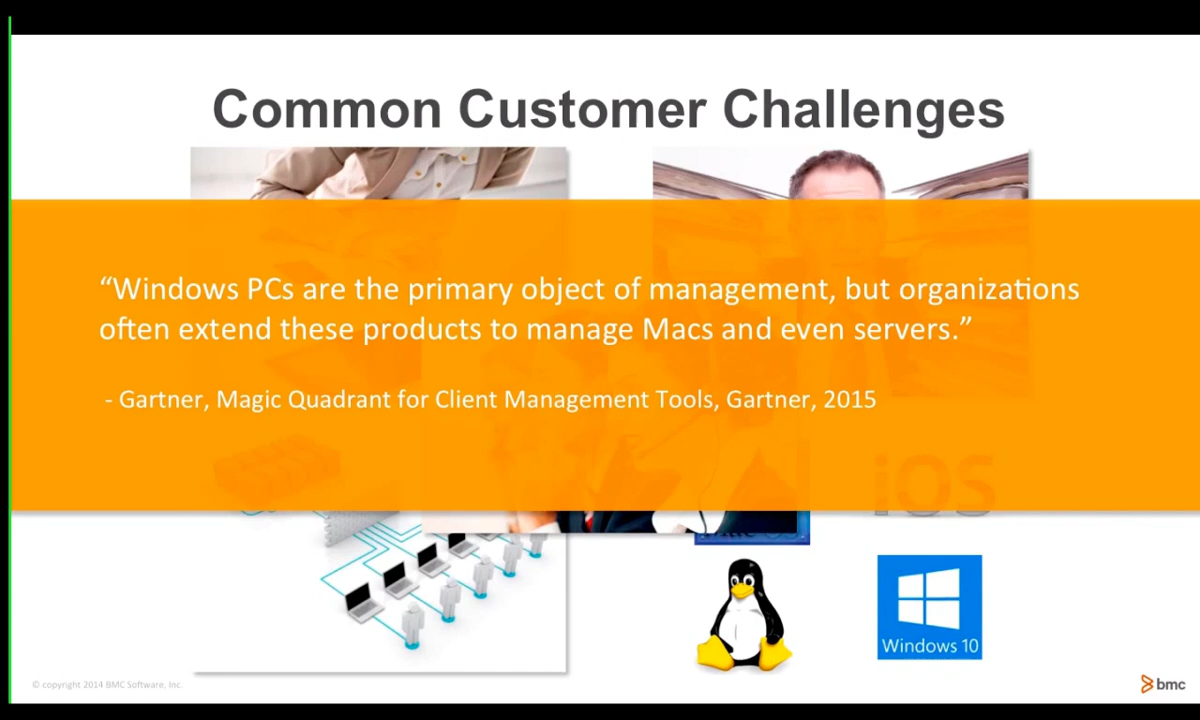 Common Customer Challenges
“Windows PCs are the primary object of management, but organizations
often extend these products to manage Macs and even servers.”
- Gartner, Magic Quadrant for Client Management Tools, Gartner, 2015
iOS
Windows 10
© copyright 2014 BMC Software, Inc.
bmc